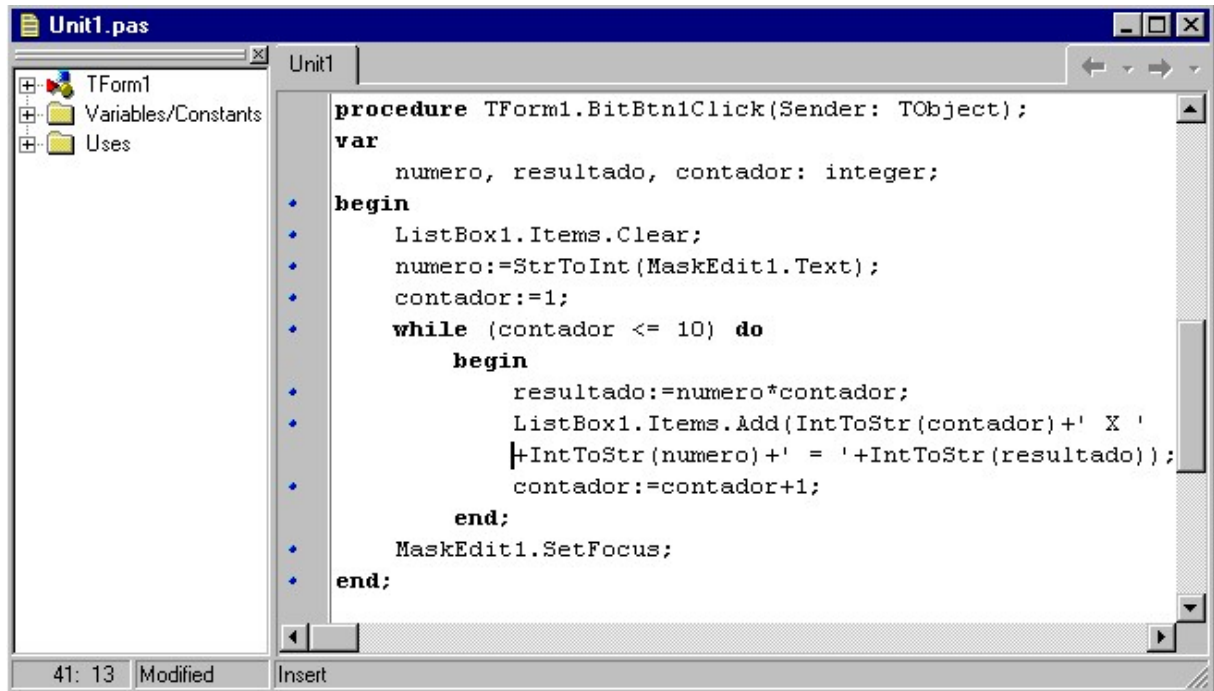 Unit1.pas
TForm1
Variables/Constants
Uses
Unit1
procedure TForm1.BitBtn1Click(Sender: TObject);
var
numero, resultado, contador: integer;
begin
ListBox1.Items.Clear;
numero:=StrToInt(MaskEdit1.Text);
contador:=1;
while (contador <= 10) do
begin
resultado:=numero*contador;
ListBox1.Items.Add(IntToStr(contador)+' X '
+IntToStr(numero)+' = '+IntToStr(resultado));
contador:=contador+1;
end;
MaskEdit1.SetFocus;
end;
41: 13 Modified Insert